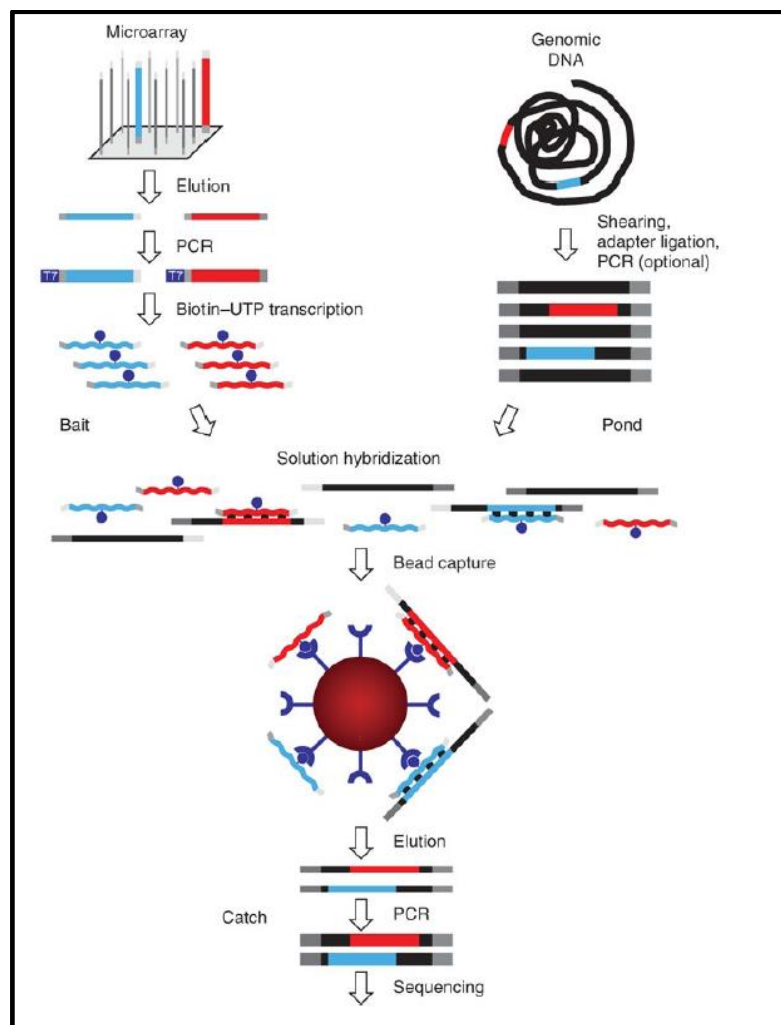 Microarray
Genomic
DNA
Elution
PCR
T7
T7
Biotin–UTP transcription
Shearing,
adapter ligation,
PCR (optional)
Bait
Pond
Solution hybridization
Bead capture
Elution
Catch
PCR
Sequencing